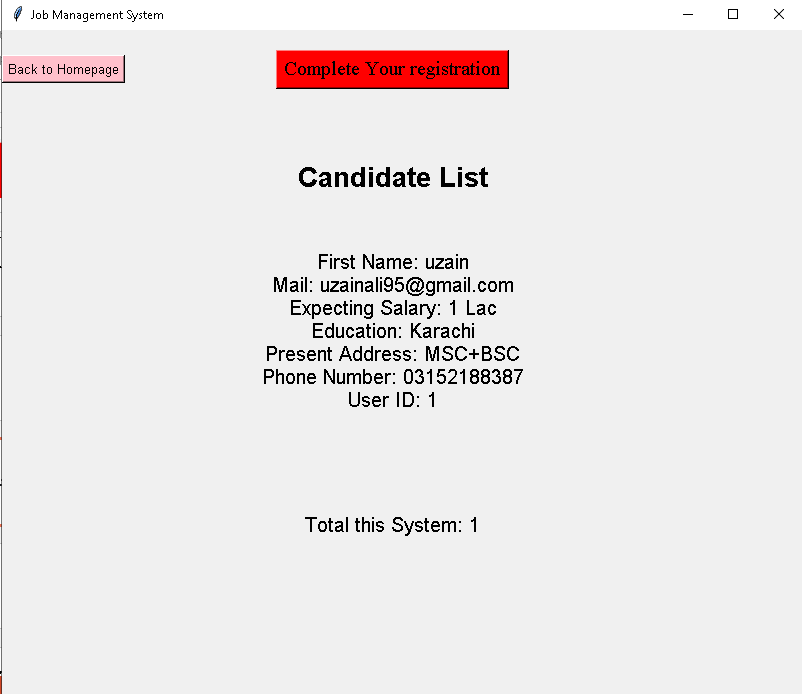 Job Management System
Back to Homepage
Complete Your registration
Candidate List
First Name: uzain
Mail: uzainali95@gmail.com
Expecting Salary: 1 Lac
Education: Karachi
Present Address: MSC+BSC
Phone Number: 03152188387
User ID: 1
Total this System: 1